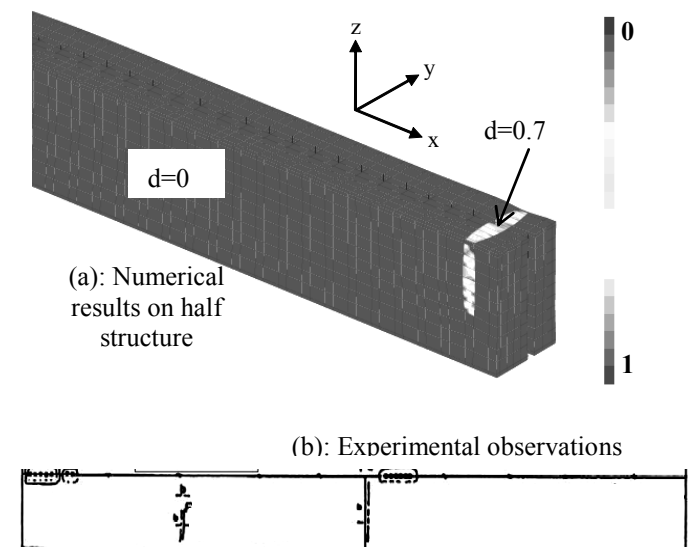 z
0
y
d=0.7
x
d=0
(a): Numerical
results on half
structure
1
(b): Experimental observations